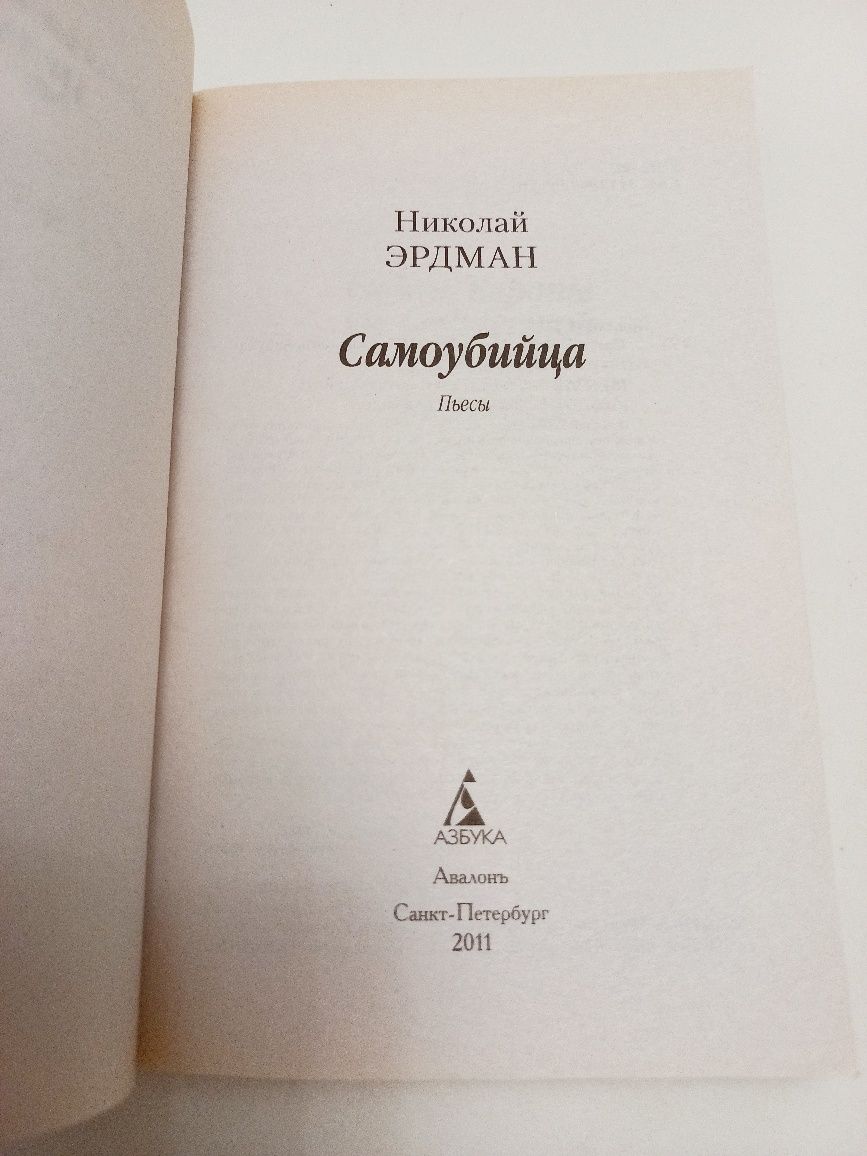 Николай
ЭРДМАН
Самоубийца
Пьесы
АЗБУКА
Авалонъ
Санкт-Петербург
2011